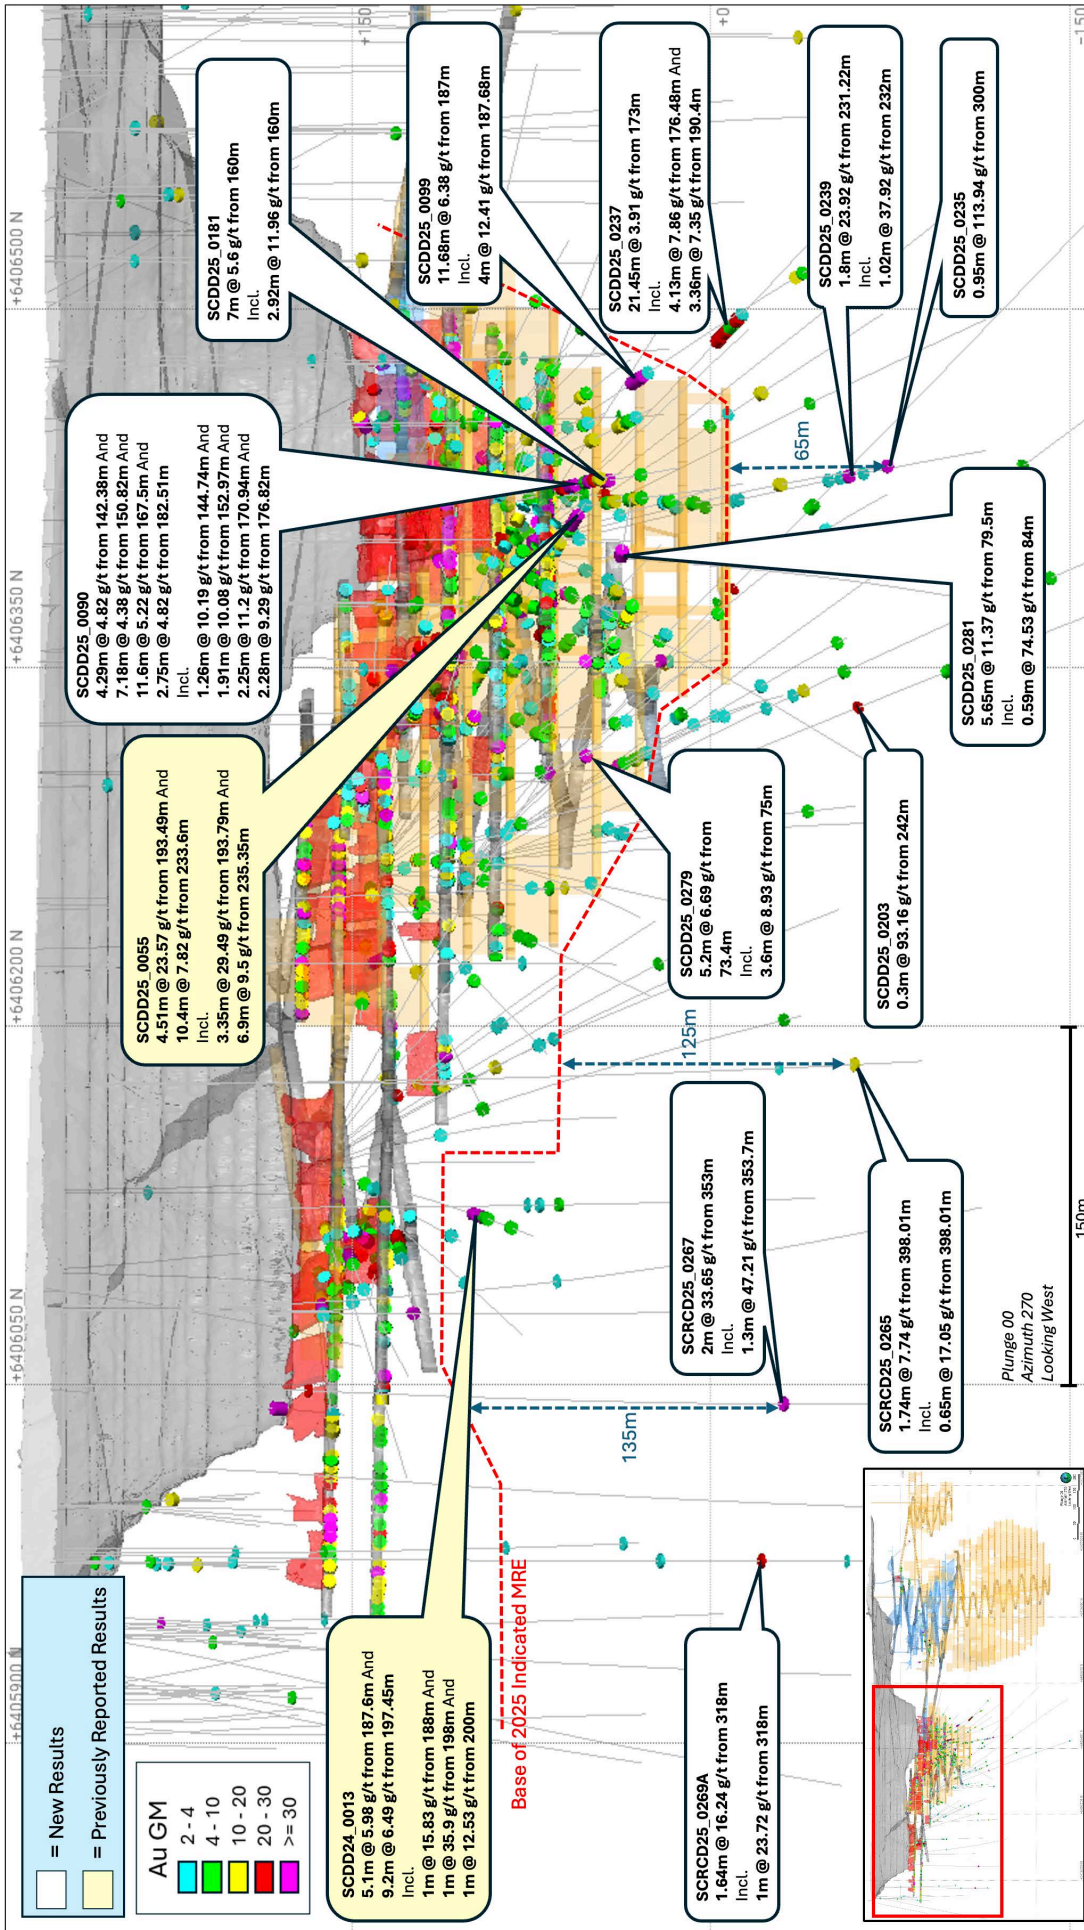 +6405900 N
+6406050 N
+6406200 N
+6406350 N
+6406500 N
= New Results
= Previously Reported Results
Au GM
2 - 4
4 - 10
10 - 20
20 - 30
>= 30
SCDD25_0055
4.51m @ 23.57 g/t from 193.49m And
10.4m @ 7.82 g/t from 233.6m
Incl.
3.35m @ 29.49 g/t from 193.79m And
6.9m @ 9.5 g/t from 235.35m
SCDD25_0090
4.29m @ 4.82 g/t from 142.38m And
7.18m @ 4.38 g/t from 150.82m And
11.6m @ 5.22 g/t from 167.5m And
2.75m @ 4.82 g/t from 182.51m
Incl.
1.26m @ 10.19 g/t from 144.74m And
1.91m @ 10.08 g/t from 152.97m And
2.25m @ 11.2 g/t from 170.94m And
2.28m @ 9.29 g/t from 176.82m
SCDD25_0181
7m @ 5.6 g/t from 160m
Incl.
2.92m @ 11.96 g/t from 160m
+150
SCDD25_0099
11.68m @ 6.38 g/t from 187m
Incl.
4m @ 12.41 g/t from 187.68m
SCDD24_0013
5.1m @ 5.98 g/t from 187.6m And
9.2m @ 6.49 g/t from 197.45m
Incl.
1m @ 15.83 g/t from 188m And
1m @ 35.9 g/t from 198m And
1m @ 12.53 g/t from 200m
Base of 2025 Indicated MRE
SCDD25_0237
21.45m @ 3.91 g/t from 173m
Incl.
4.13m @ 7.86 g/t from 176.48m And
3.36m @ 7.35 g/t from 190.4m
+0
135m
125m
65m
SCRCD25_0269A
1.64m @ 16.24 g/t from 318m
Incl.
1m @ 23.72 g/t from 318m
SCRCD25_0267
2m @ 33.65 g/t from 353m
Incl.
1.3m @ 47.21 g/t from 353.7m
SCDD25_0279
5.2m @ 6.69 g/t from
73.4m
Incl.
3.6m @ 8.93 g/t from 75m
SCDD25_0239
1.8m @ 23.92 g/t from 231.22m
Incl.
1.02m @ 37.92 g/t from 232m
SCRCD25_0265
1.74m @ 7.74 g/t from 398.01m
Incl.
0.65m @ 17.05 g/t from 398.01m
SCDD25_0203
0.3m @ 93.16 g/t from 242m
SCDD25_0281
5.65m @ 11.37 g/t from 79.5m
Incl.
0.59m @ 74.53 g/t from 84m
SCDD25_0235
0.95m @ 113.94 g/t from 300m
Plunge 00
Azimuth 270
Looking West
150m
-150